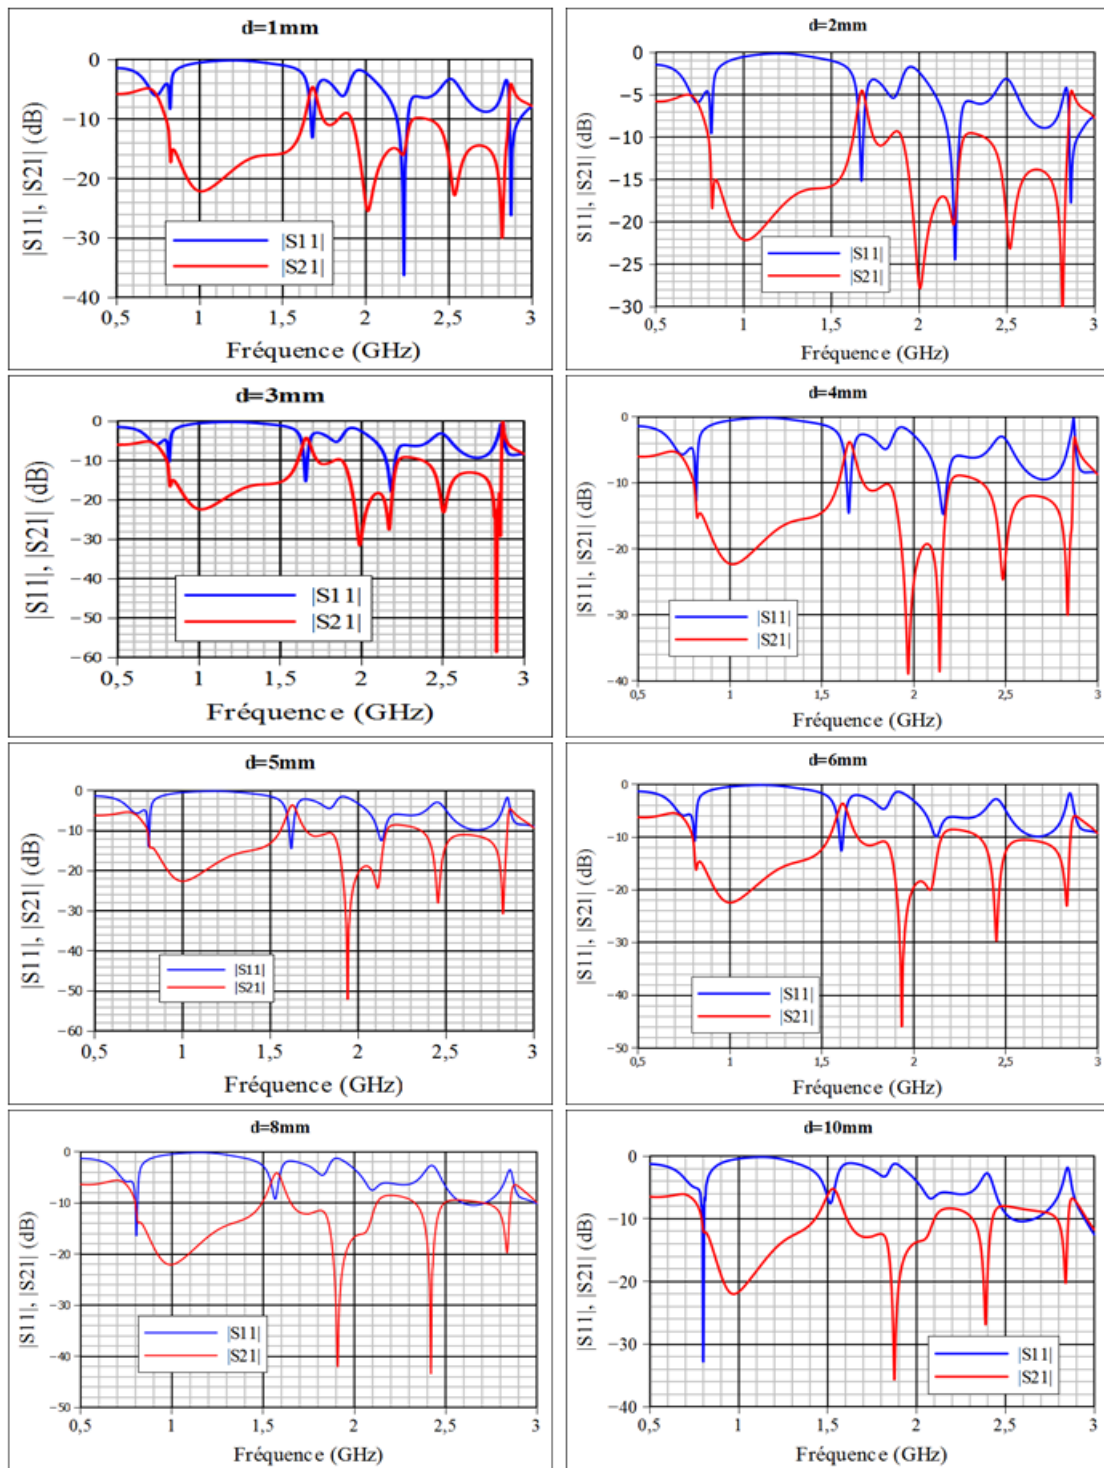 d=1mm
0
−10
−20
−30
−40
0,5 1 1,5 2 2,5 3
|S11|, |S21| (dB)
|S11|
|S21|
Fréquence (GHz)
d=2mm
0
−5
−10
−15
−20
−25
−30
0,5 1 1,5 2 2,5 3
S11|, |S21| (dB)
|S11|
|S21|
Fréquence (GHz)
d=3mm
0
−10
−20
−30
−40
−50
−60
0,5 1 1,5 2 2,5 3
|S11|, |S21| (dB)
|S11|
|S21|
Fréquence (GHz)
d=4mm
0
−10
−20
−30
−40
0,5 1 1,5 2 2,5 3
|S11|, |S21| (dB)
|S11|
|S21|
Fréquence (GHz)
d=5mm
0
−10
−20
−30
−40
−50
−60
0,5 1 1,5 2 2,5 3
|S11|, |S21| (dB)
|S11|
|S21|
Fréquence (GHz)
d=6mm
0
−10
−20
−30
−40
−50
0,5 1 1,5 2 2,5 3
|S11|, |S21| (dB)
|S11|
|S21|
Fréquence (GHz)
d=8mm
0
−10
−20
−30
−40
−50
0,5 1 1,5 2 2,5 3
|S11|, |S21| (dB)
|S11|
|S21|
Fréquence (GHz)
d=10mm
0
−10
−20
−30
−40
0,5 1 1,5 2 2,5 3
|S11|, |S21| (dB)
|S11|
|S21|
Fréquence (GHz)